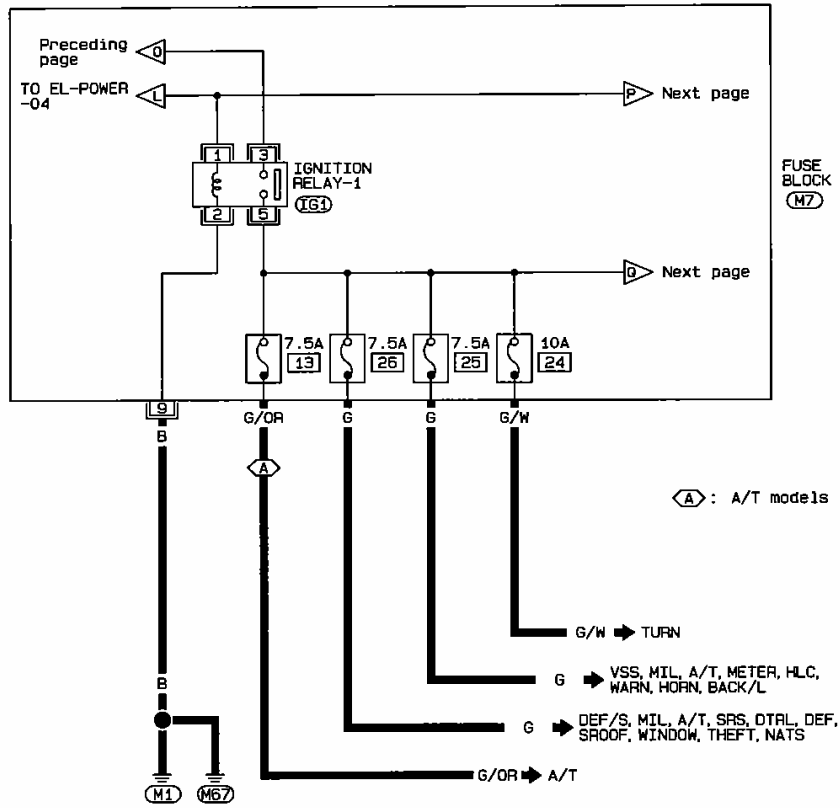 Preceding
page
O
TO EL-POWER
-04
L
P
Next page
1
3
IGNITION
RELAY-1
IG1
2
5
FUSE
BLOCK
M7
Q
Next page
7.5A
13
7.5A
26
7.5A
25
10A
24
9
G/OR
G
G
G/W
B
A
A : A/T models
G/W TURN
G VSS, MIL, A/T, METER, HLC,
WARN, HORN, BACK/L
B
G DEF/S, MIL, A/T, SRS, DTRL, DEF,
SROOF, WINDOW, THEFT, NATS
G/OR A/T
M1
M67